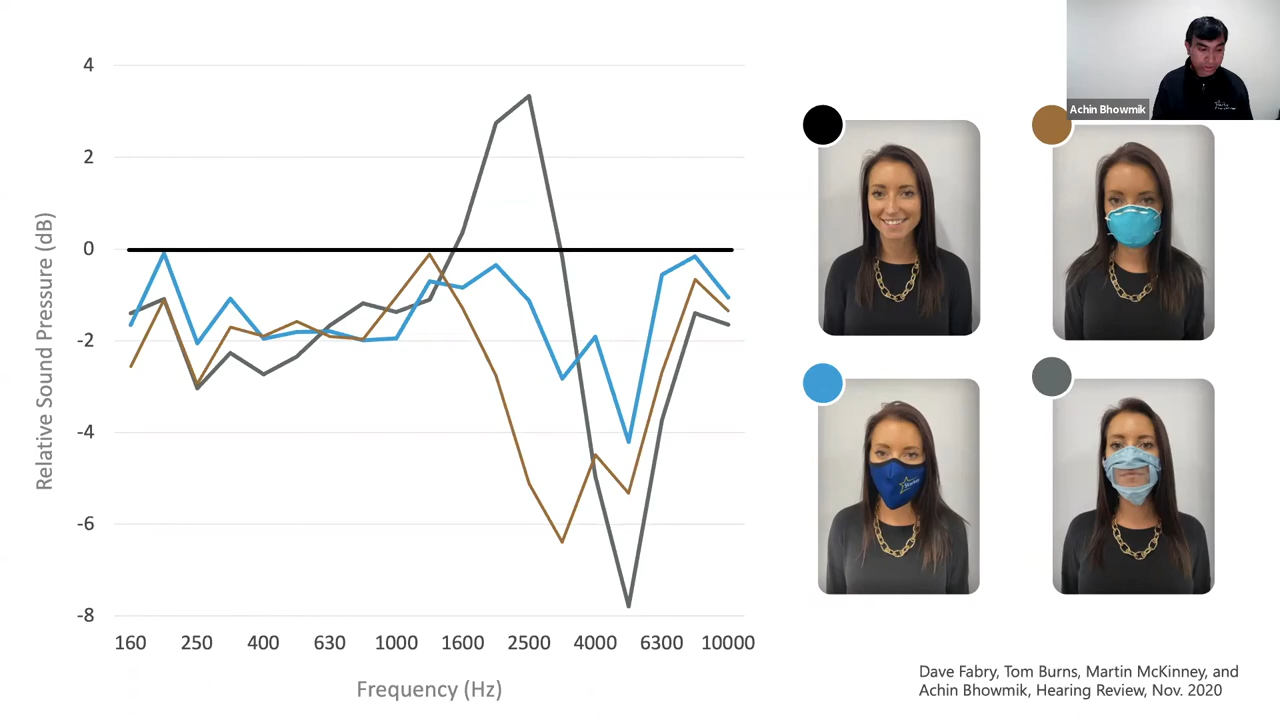 Achin Bhowmik
4
2
0
-2
-4
-6
-8
Relative Sound Pressure (dB)
160 250 400 630 1000 1600 2500 4000 6300 10000
Frequency (Hz)
Starkey
Dave Fabry, Tom Burns, Martin McKinney, and
Achin Bhowmik, Hearing Review, Nov. 2020